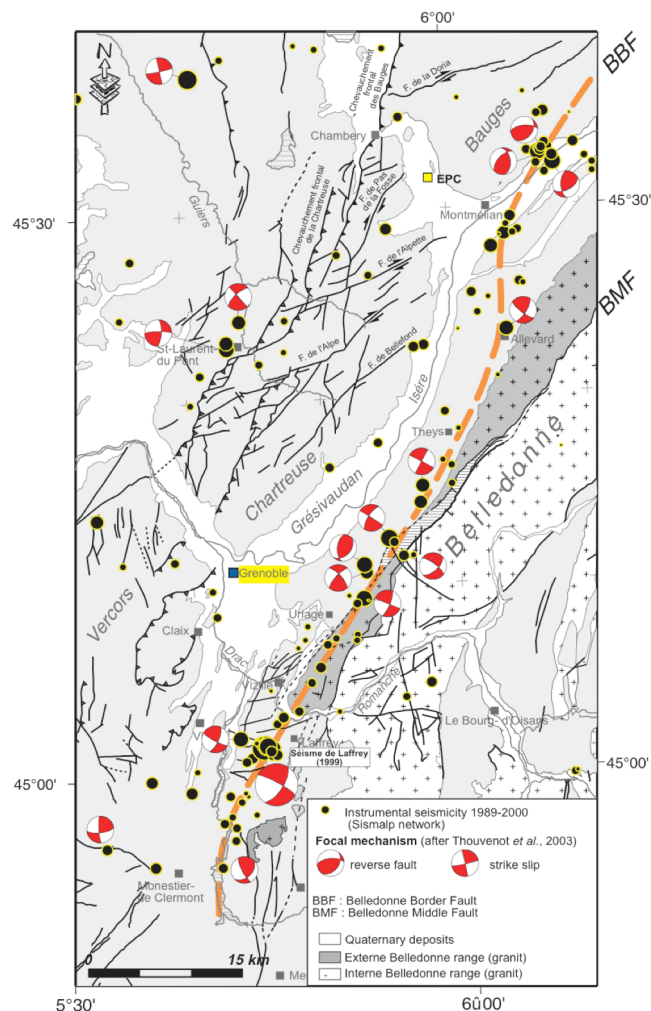 6°00'
BBF
N
F. de la Doria
Chevauchement
frontal
des Bauges
Bauges
Chambery
EPC
Guiers
F. de Pas
de la Fosse
Montmélian
45°30'
45°30'
Chevauchement frontal
de la Chartreuse
F. de l'Alpette
BMF
St-Laurent-
du Pont
Allevard
F. de l'Alpe
F. de Bellefond
Isére
Theys
Chartreuse
Grésivaudan
Belledonne
Grenoble
Vercors
Uriage
Claix
Drac
Vizille
Romanche
Le Bourg- d'Oisans
Laffrey
Séisme de Laffrey
(1999)
45°00'
45°00'
Instrumental seismicity 1989-2000
(Sismalp network)
Focal mechanism (after Thouvenot et al., 2003)
reverse fault
strike slip
Monestier-
de Clermont
BBF : Belledonne Border Fault
BMF : Belledonne Middle Fault
Quaternary deposits
Externe Belledonne range (granit)
Interne Belledonne range (granit)
0
15 km
Me
5°30'
6û00'